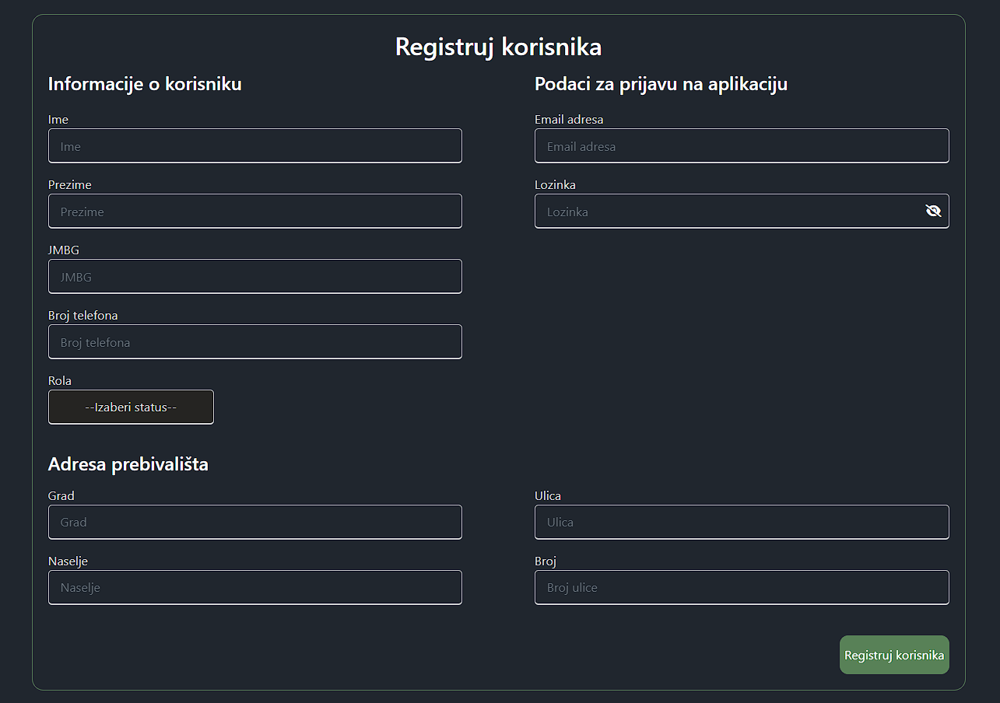 Registruj korisnika
Informacije o korisniku
Ime
Ime
Prezime
Prezime
JMBG
JMBG
Broj telefona
Broj telefona
Rola
--Izaberi status--
Podaci za prijavu na aplikaciju
Email adresa
Email adresa
Lozinka
Lozinka
Adresa prebivališta
Grad
Grad
Naselje
Naselje
Ulica
Ulica
Broj
Broj ulice
Registruj korisnika